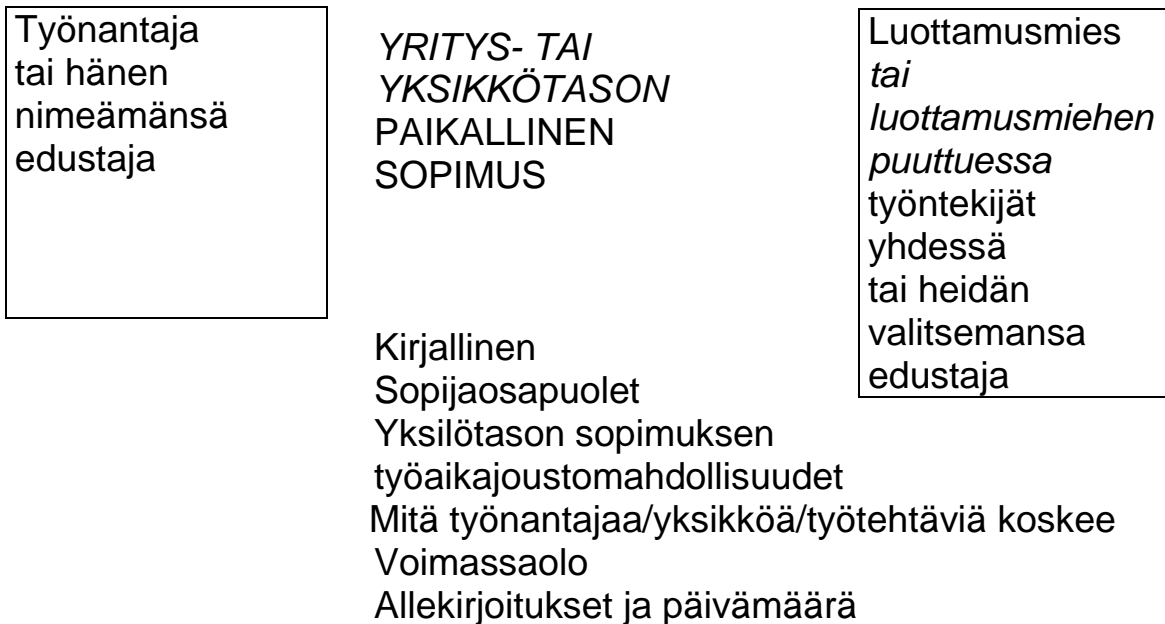 Työnantaja
tai hänen
nimeämänsä
edustaja
YRITYS- TAI
YKSIKKÖTASON
PAIKALLINEN
SOPIMUS
Luottamusmies
tai
luottamusmiehen
puuttuessa
työntekijät
yhdessä
tai heidän
valitsemansa
edustaja
Kirjallinen
Sopijaosapuolet
Yksilötason sopimuksen
työaikajoustomahdollisuudet
Mitä työnantajaa/yksikköä/työtehtäviä koskee
Voimassaolo
Allekirjoitukset ja päivämäärä